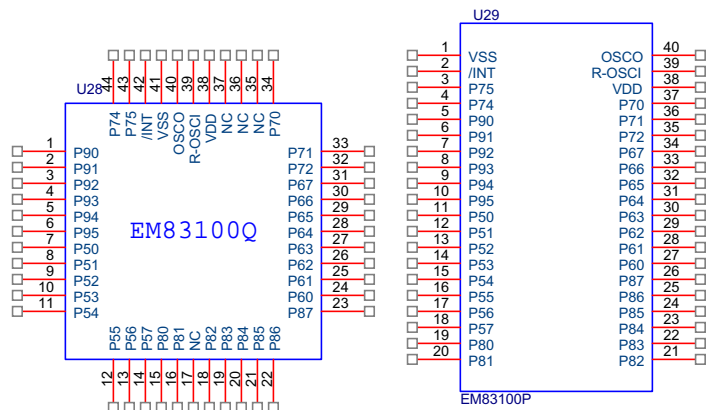 U28
44 43 42 41 40 39 38 37 36 35 34
P74 P75 /INT VSS OSCO R-OSCI VDD NC NC NC P70
1 P90
2 P91
3 P92
4 P93
5 P94
6 P95
7 P50
8 P51
9 P52
10 P53
11 P54
EM83100Q
P71 33
P72 32
P67 31
P66 30
P65 29
P64 28
P63 27
P62 26
P61 25
P60 24
P87 23
P55 P56 P57 P80 P81 NC P82 P83 P84 P85 P86
12 13 14 15 16 17 18 19 20 21 22
U29
1 VSS OSCO 40
2 /INT R-OSCI 39
3 P75 VDD 38
4 P74 P70 37
5 P90 P71 36
6 P91 P72 35
7 P92 P67 34
8 P93 P66 33
9 P94 P65 32
10 P95 P64 31
11 P50 P63 30
12 P51 P62 29
13 P52 P61 28
14 P53 P60 27
15 P54 P87 26
16 P55 P86 25
17 P56 P85 24
18 P57 P84 23
19 P80 P83 22
20 P81 P82 21
EM83100P